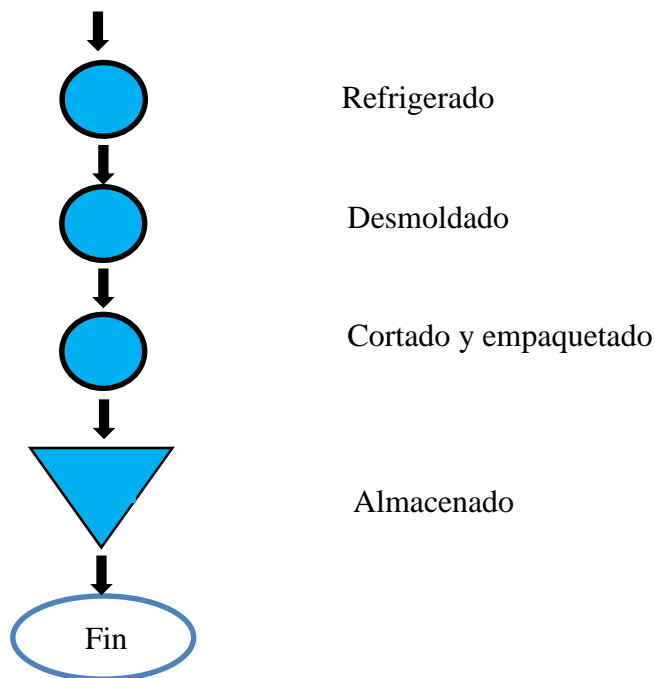 Refrigerado
Desmoldado
Cortado y empaquetado
Almacenado
Fin